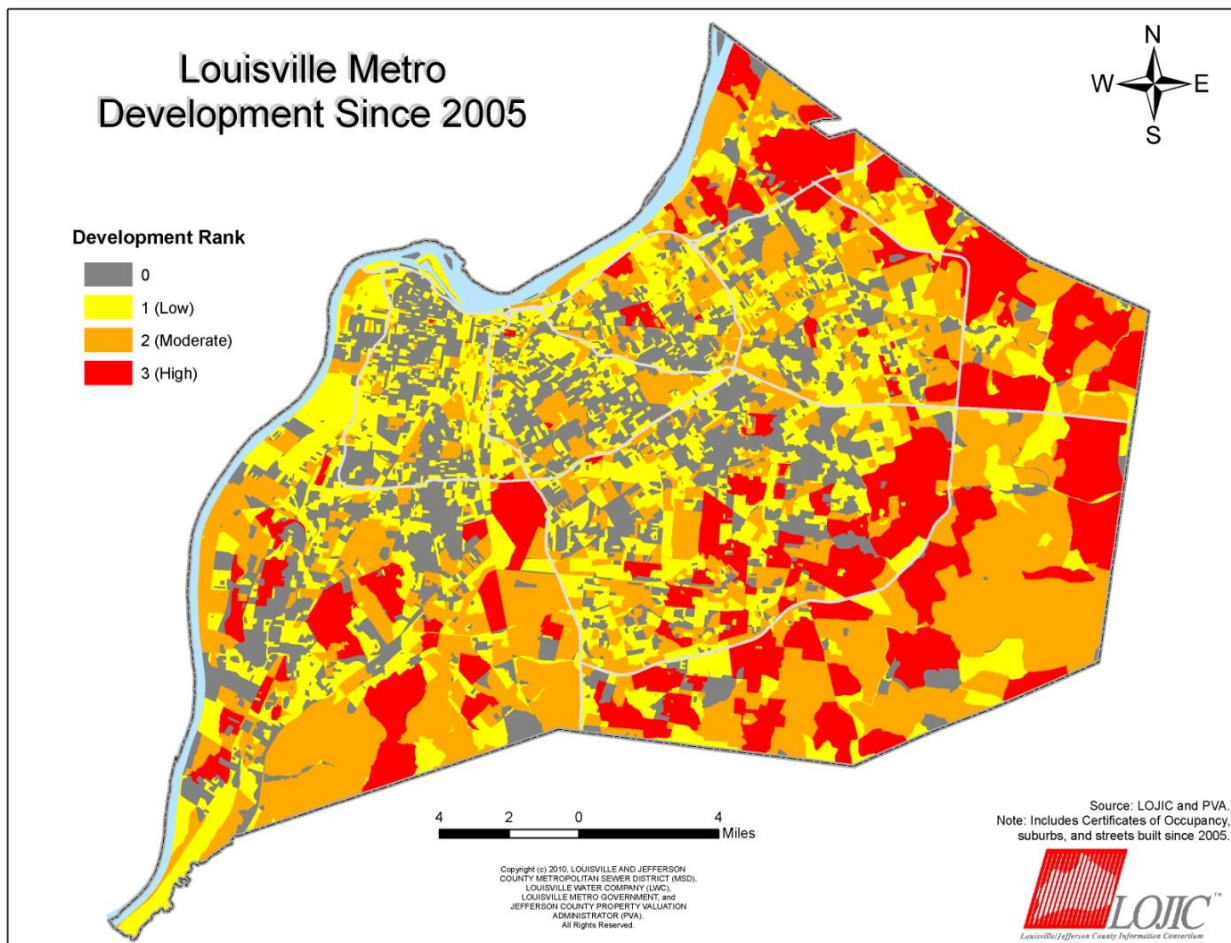 Louisville Metro
Development Since 2005
N
W
E
S
Development Rank
0
1 (Low)
2 (Moderate)
3 (High)
4 2 0 4
Miles
Copyright (c) 2010, LOUISVILLE AND JEFFERSON
COUNTY METROPOLITAN SEWER DISTRICT (MSD),
LOUISVILLE WATER COMPANY (LWC),
LOUISVILLE METRO GOVERNMENT, and
JEFFERSON COUNTY PROPERTY VALUATION
ADMINISTRATOR (PVA).
All Rights Reserved.
Source: LOJIC and PVA.
Note: Includes Certificates of Occupancy,
suburbs, and streets built since 2005.
LOJIC™
Louisville/Jefferson County Information Consortium